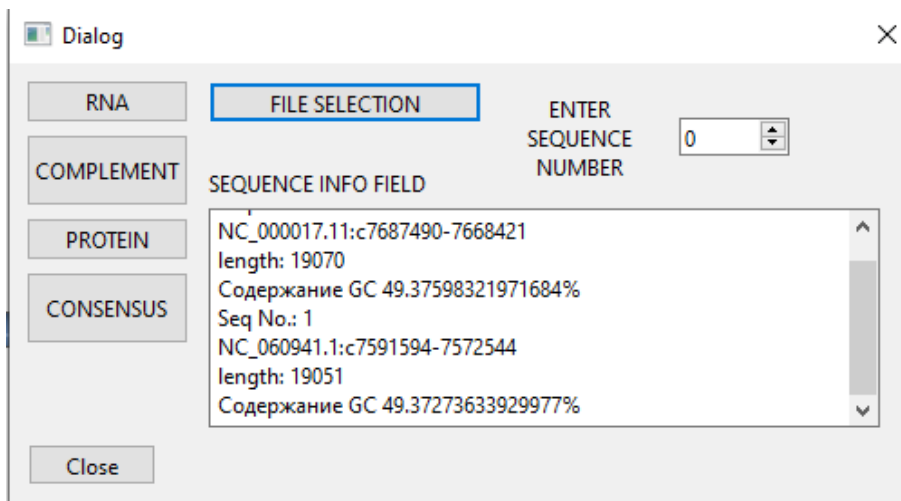 Dialog
RNA
FILE SELECTION
ENTER
SEQUENCE
NUMBER
0
COMPLEMENT
SEQUENCE INFO FIELD
PROTEIN
CONSENSUS
NC_000017.11:c7687490-7668421
length: 19070
Содержание GC 49.37598321971684%
Seq No.: 1
NC_060941.1:c7591594-7572544
length: 19051
Содержание GC 49.37273633929977%
Close